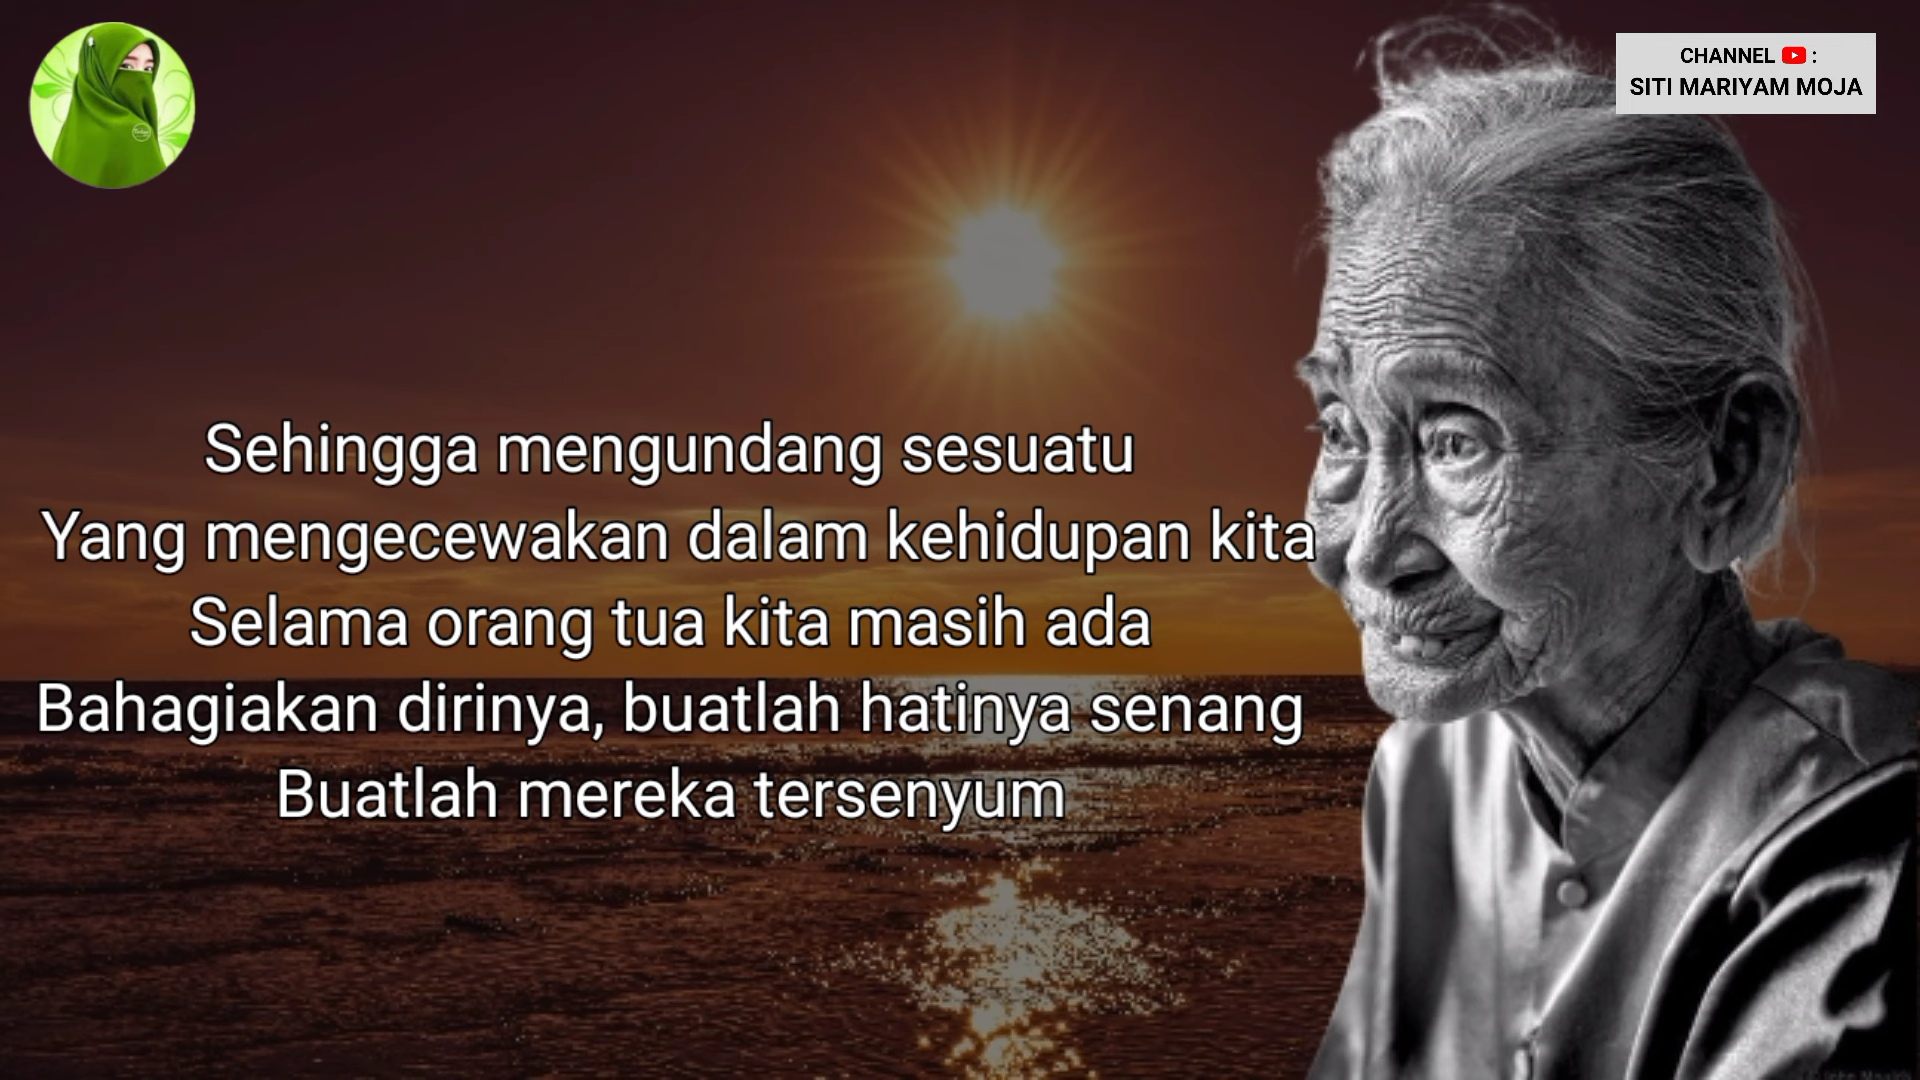 CHANNEL :
SITI MARIYAM MOJA
Sehingga mengundang sesuatu
Yang mengecewakan dalam kehidupan kita
Selama orang tua kita masih ada
Bahagiakan dirinya, buatlah hatinya senang
Buatlah mereka tersenyum